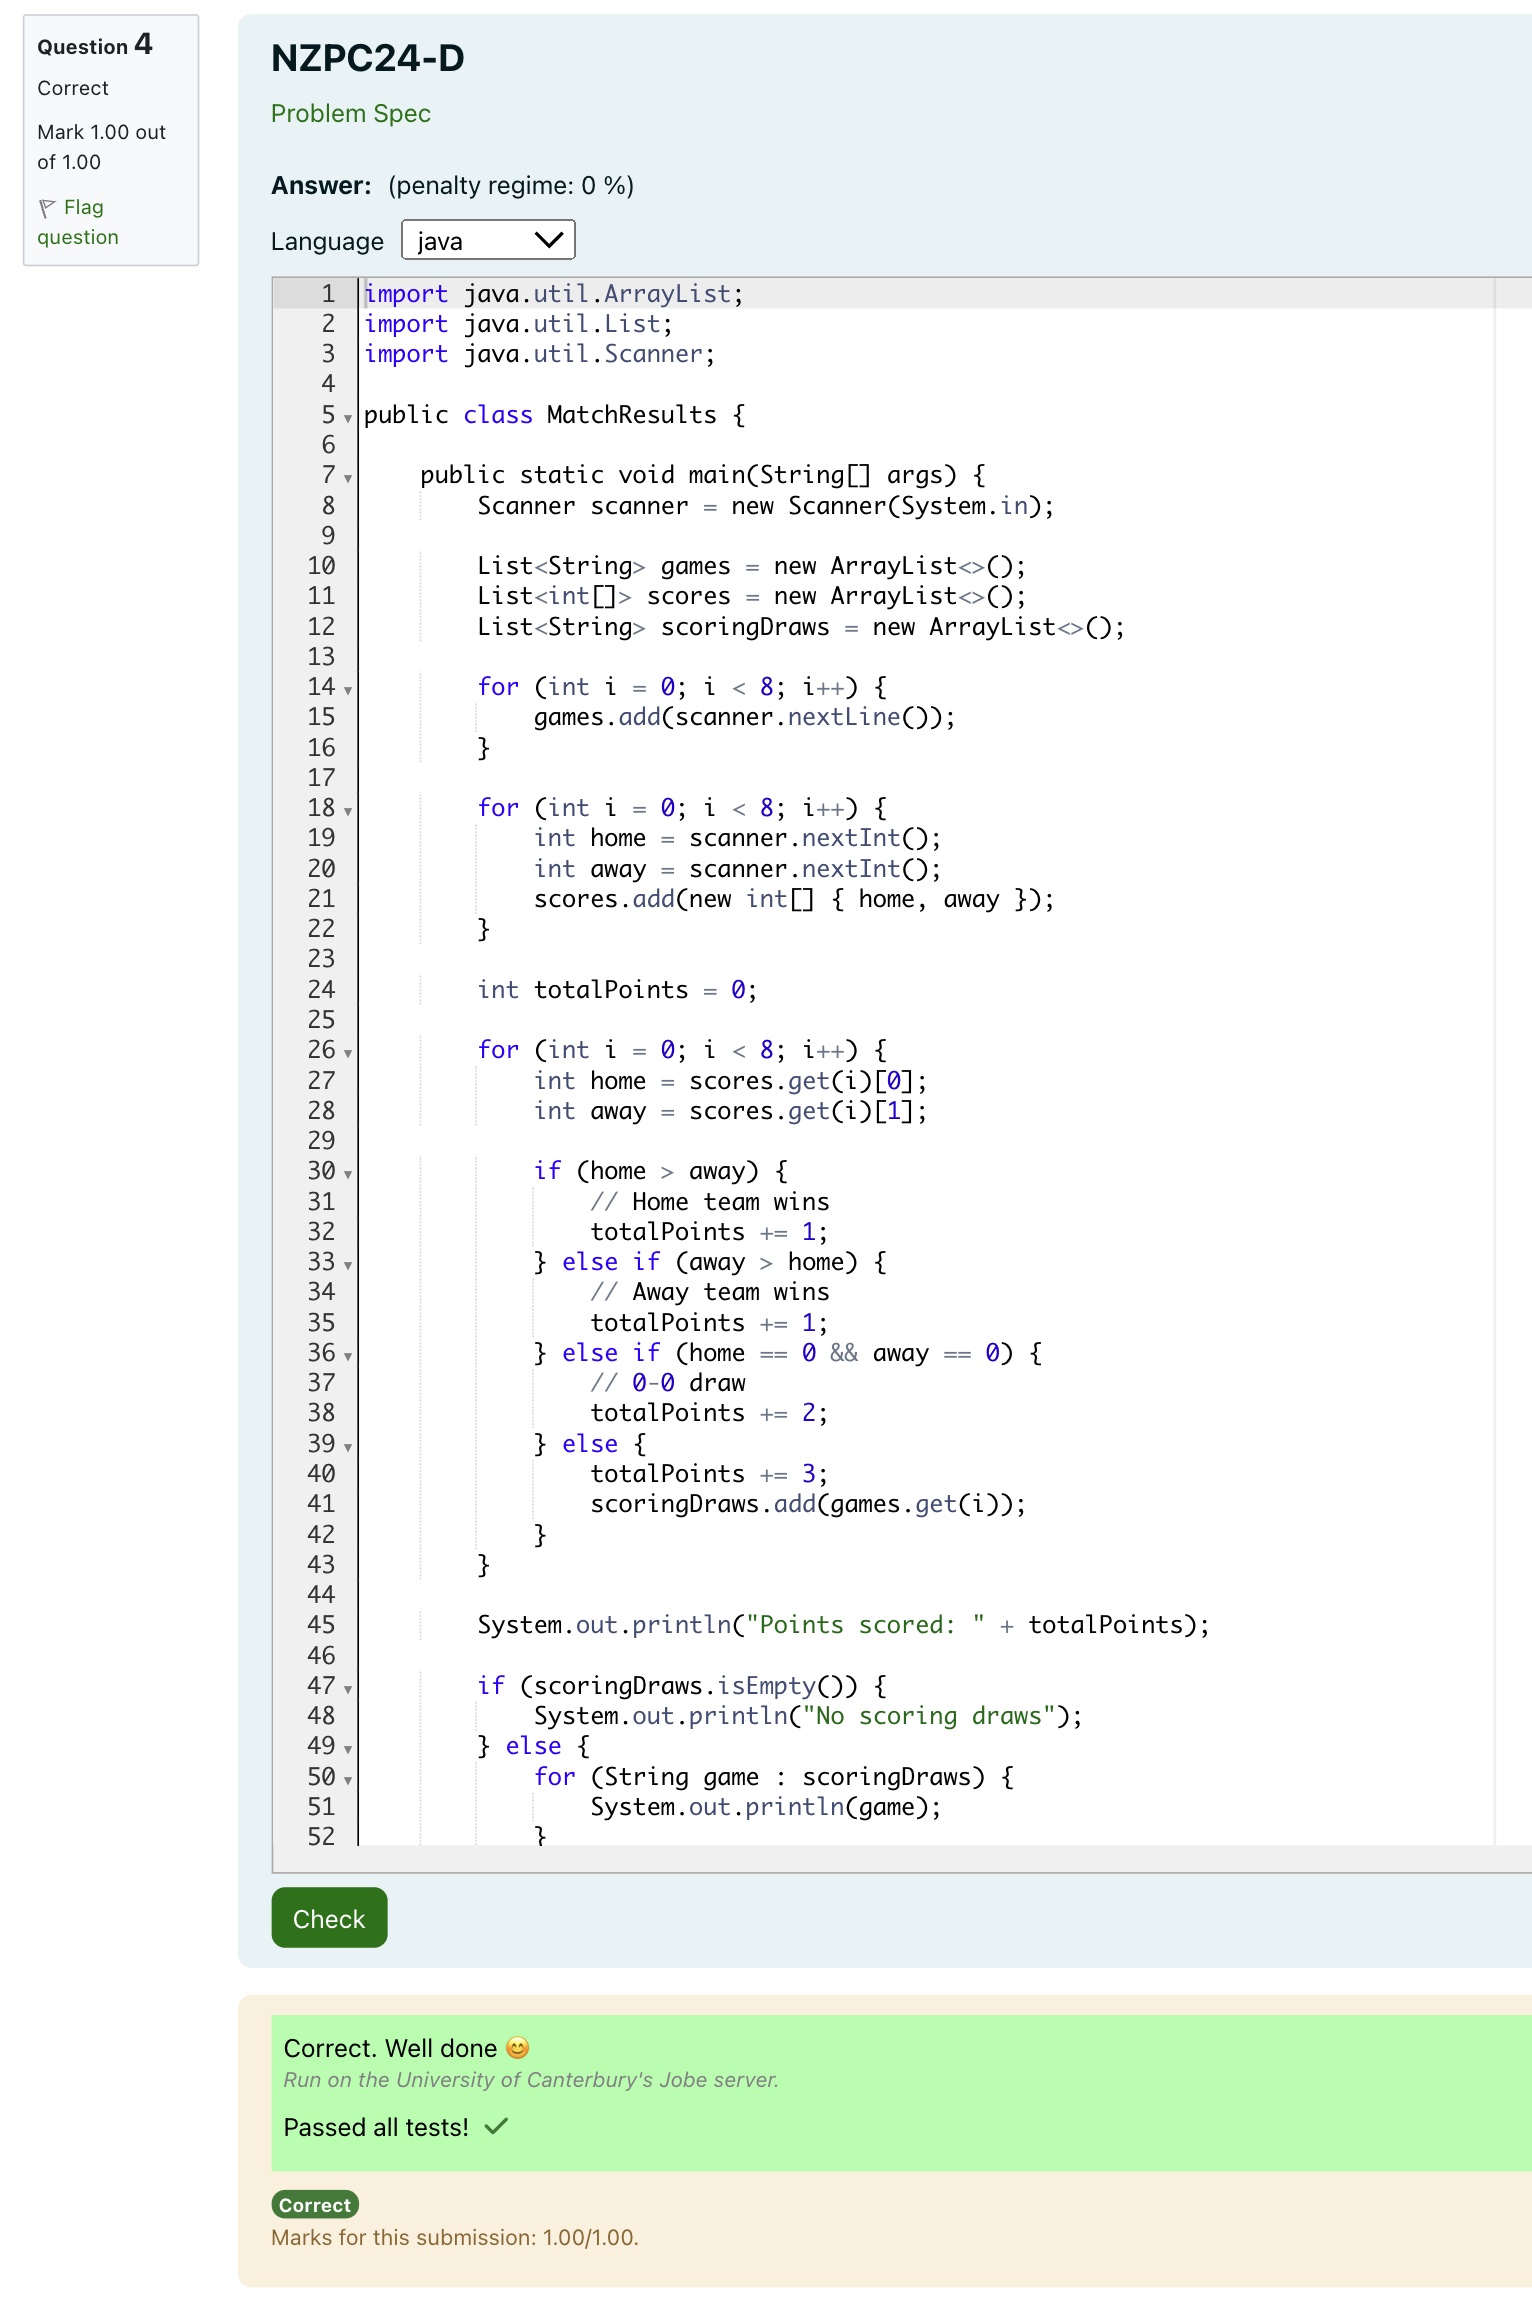 Question 4
Correct
Mark 1.00 out
of 1.00
Flag
question
NZPC24-D
Problem Spec
Answer: (penalty regime: 0 %)
Language java
1 import java.util.ArrayList;
2 import java.util.List;
3 import java.util.Scanner;
4
5 public class MatchResults {
6
7     public static void main(String[] args) {
8         Scanner scanner = new Scanner(System.in);
9
10         List<String> games = new ArrayList<>();
11         List<int[]> scores = new ArrayList<>();
12         List<String> scoringDraws = new ArrayList<>();
13
14         for (int i = 0; i < 8; i++) {
15             games.add(scanner.nextLine());
16         }
17
18         for (int i = 0; i < 8; i++) {
19             int home = scanner.nextInt();
20             int away = scanner.nextInt();
21             scores.add(new int[] { home, away });
22         }
23
24         int totalPoints = 0;
25
26         for (int i = 0; i < 8; i++) {
27             int home = scores.get(i)[0];
28             int away = scores.get(i)[1];
29
30             if (home > away) {
31                 // Home team wins
32                 totalPoints += 1;
33             } else if (away > home) {
34                 // Away team wins
35                 totalPoints += 1;
36             } else if (home == 0 && away == 0) {
37                 // 0-0 draw
38                 totalPoints += 2;
39             } else {
40                 totalPoints += 3;
41                 scoringDraws.add(games.get(i));
42             }
43         }
44
45         System.out.println("Points scored: " + totalPoints);
46
47         if (scoringDraws.isEmpty()) {
48             System.out.println("No scoring draws");
49         } else {
50             for (String game : scoringDraws) {
51                 System.out.println(game);
52             }
Check
Correct. Well done 😊
Run on the University of Canterbury's Jobe server.
Passed all tests! ✓
Correct
Marks for this submission: 1.00/1.00.